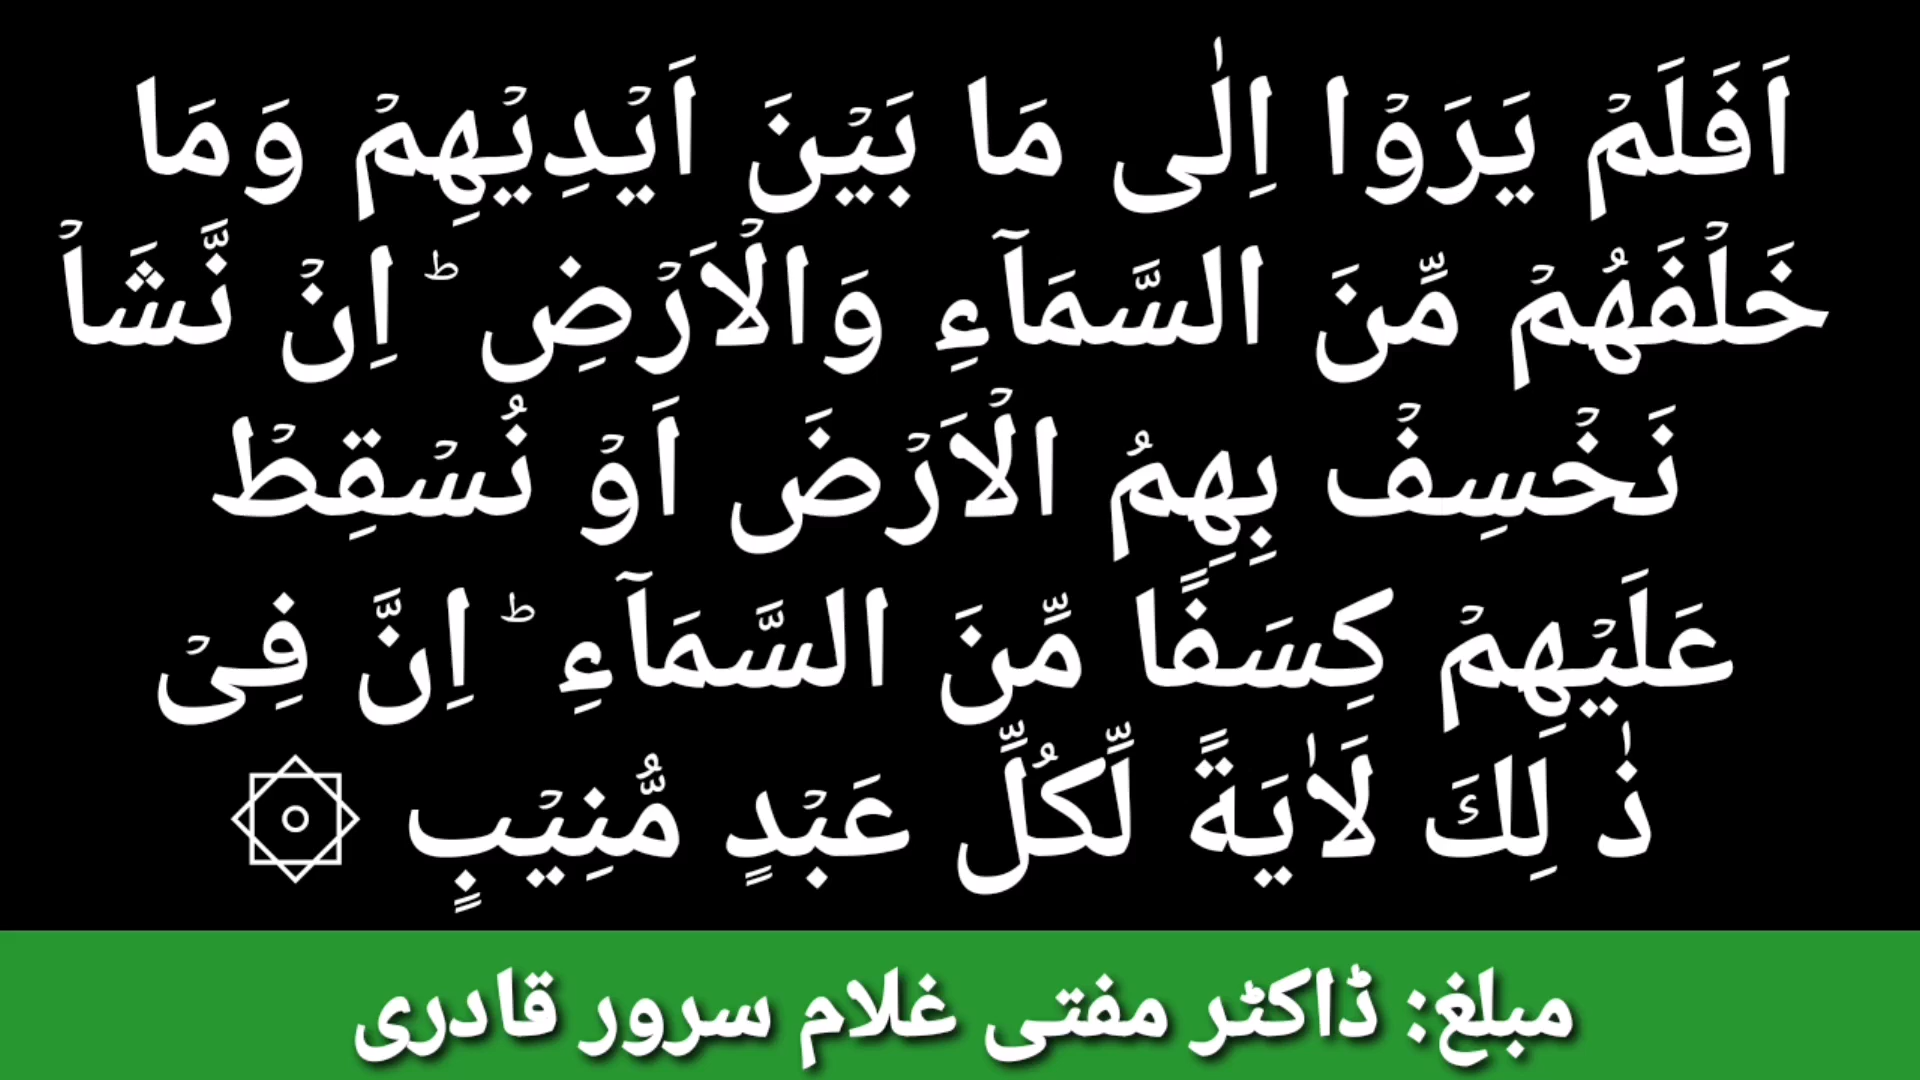 اَفَلَمۡ يَرَوۡا اِلٰى مَا بَيۡنَ اَيۡدِيۡهِمۡ وَمَا
خَلۡفَهُمۡ مِّنَ السَّمَآءِ وَالۡاَرۡضِ ؕ اِنۡ نَّشَاۡ
نَخۡسِفۡ بِهِمُ الۡاَرۡضَ اَوۡ نُسۡقِطۡ
عَلَيۡهِمۡ كِسَفًا مِّنَ السَّمَآءِ ؕ اِنَّ فِىۡ
ذٰ لِكَ لَاٰيَةً لِّكُلِّ عَبۡدٍ مُّنِيۡبٍ ۞
مبلغ: ڈاکٹر مفتی غلام سرور قادری